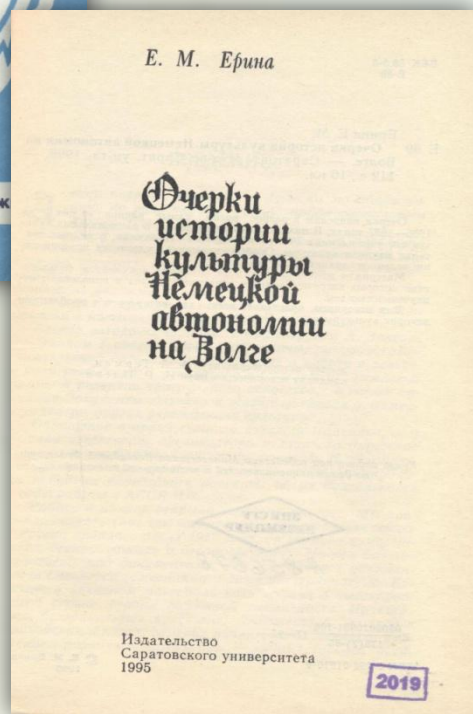 Е. М. Ерина
Очерки
истории
культуры
Немецкой
автономии
на Волге
Издательство
Саратовского университета
1995
2019